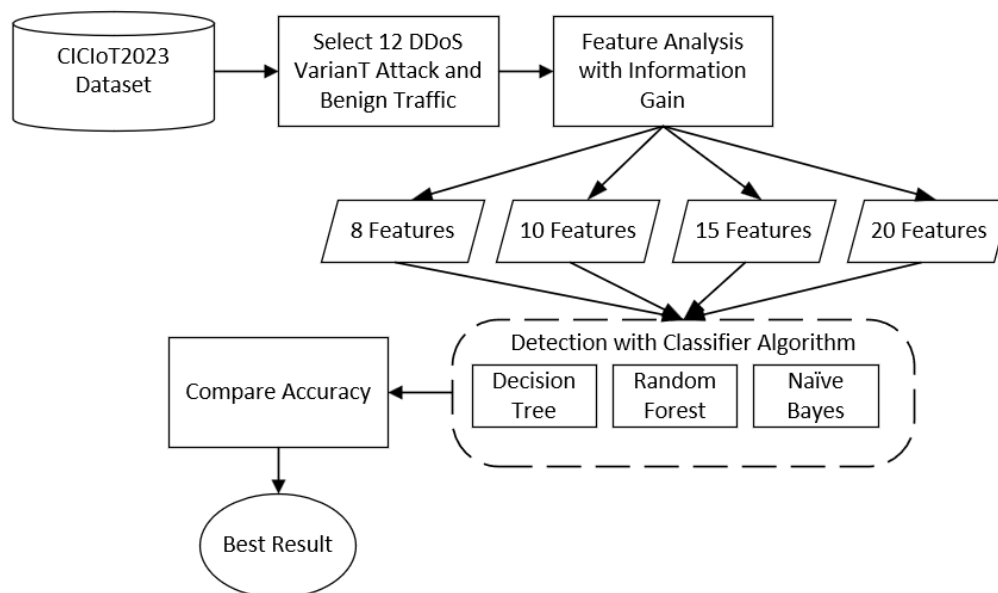 CICIoT2023
Dataset
Select 12 DDoS
VarianT Attack and
Benign Traffic
Feature Analysis
with Information
Gain
8 Features
10 Features
15 Features
20 Features
Detection with Classifier Algorithm
Decision
Tree
Random
Forest
Naïve
Bayes
Compare Accuracy
Best Result